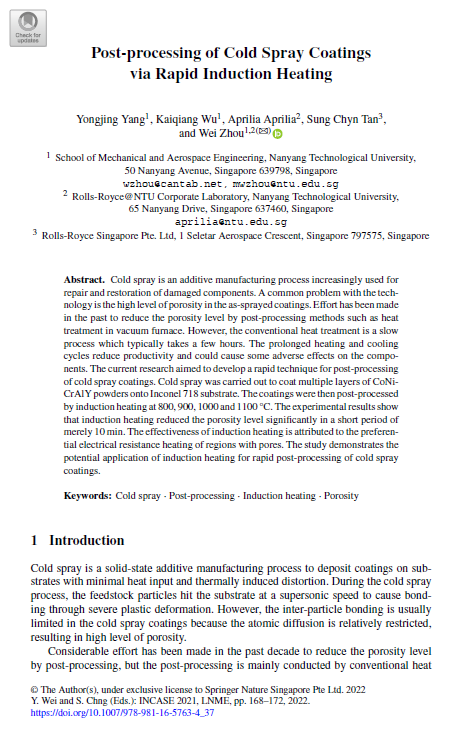 Check for
updates
Post-processing of Cold Spray Coatings
via Rapid Induction Heating
Yongjing Yang1, Kaiqiang Wu1, Aprilia Aprilia2, Sung Chyn Tan3,
and Wei Zhou1,2(✉)
1 School of Mechanical and Aerospace Engineering, Nanyang Technological University,
50 Nanyang Avenue, Singapore 639798, Singapore
wzhou@cantab.net, mwzhou@ntu.edu.sg
2 Rolls-Royce@NTU Corporate Laboratory, Nanyang Technological University,
65 Nanyang Drive, Singapore 637460, Singapore
aprilia@ntu.edu.sg
3 Rolls-Royce Singapore Pte. Ltd, 1 Seletar Aerospace Crescent, Singapore 797575, Singapore
Abstract. Cold spray is an additive manufacturing process increasingly used for
repair and restoration of damaged components. A common problem with the tech-
nology is the high level of porosity in the as-sprayed coatings. Effort has been made
in the past to reduce the porosity level by post-processing methods such as heat
treatment in vacuum furnace. However, the conventional heat treatment is a slow
process which typically takes a few hours. The prolonged heating and cooling
cycles reduce productivity and could cause some adverse effects on the compo-
nents. The current research aimed to develop a rapid technique for post-processing
of cold spray coatings. Cold spray was carried out to coat multiple layers of CoNi-
CrAlY powders onto Inconel 718 substrate. The coatings were then post-processed
by induction heating at 800, 900, 1000 and 1100 °C. The experimental results show
that induction heating reduced the porosity level significantly in a short period of
merely 10 min. The effectiveness of induction heating is attributed to the preferen-
tial electrical resistance heating of regions with pores. The study demonstrates the
potential application of induction heating for rapid post-processing of cold spray
coatings.
Keywords: Cold spray · Post-processing · Induction heating · Porosity
1 Introduction
Cold spray is a solid-state additive manufacturing process to deposit coatings on sub-
strates with minimal heat input and thermally induced distortion. During the cold spray
process, the feedstock particles hit the substrate at a supersonic speed to cause bond-
ing through severe plastic deformation. However, the inter-particle bonding is usually
limited in the cold spray coatings because the atomic diffusion is relatively restricted,
resulting in high level of porosity.
Considerable effort has been made in the past decade to reduce the porosity level
by post-processing, but the post-processing is mainly conducted by conventional heat
© The Author(s), under exclusive license to Springer Nature Singapore Pte Ltd. 2022
Y. Wei and S. Chng (Eds.): INCASE 2021, LNME, pp. 168–172, 2022.
https://doi.org/10.1007/978-981-16-5763-4_37